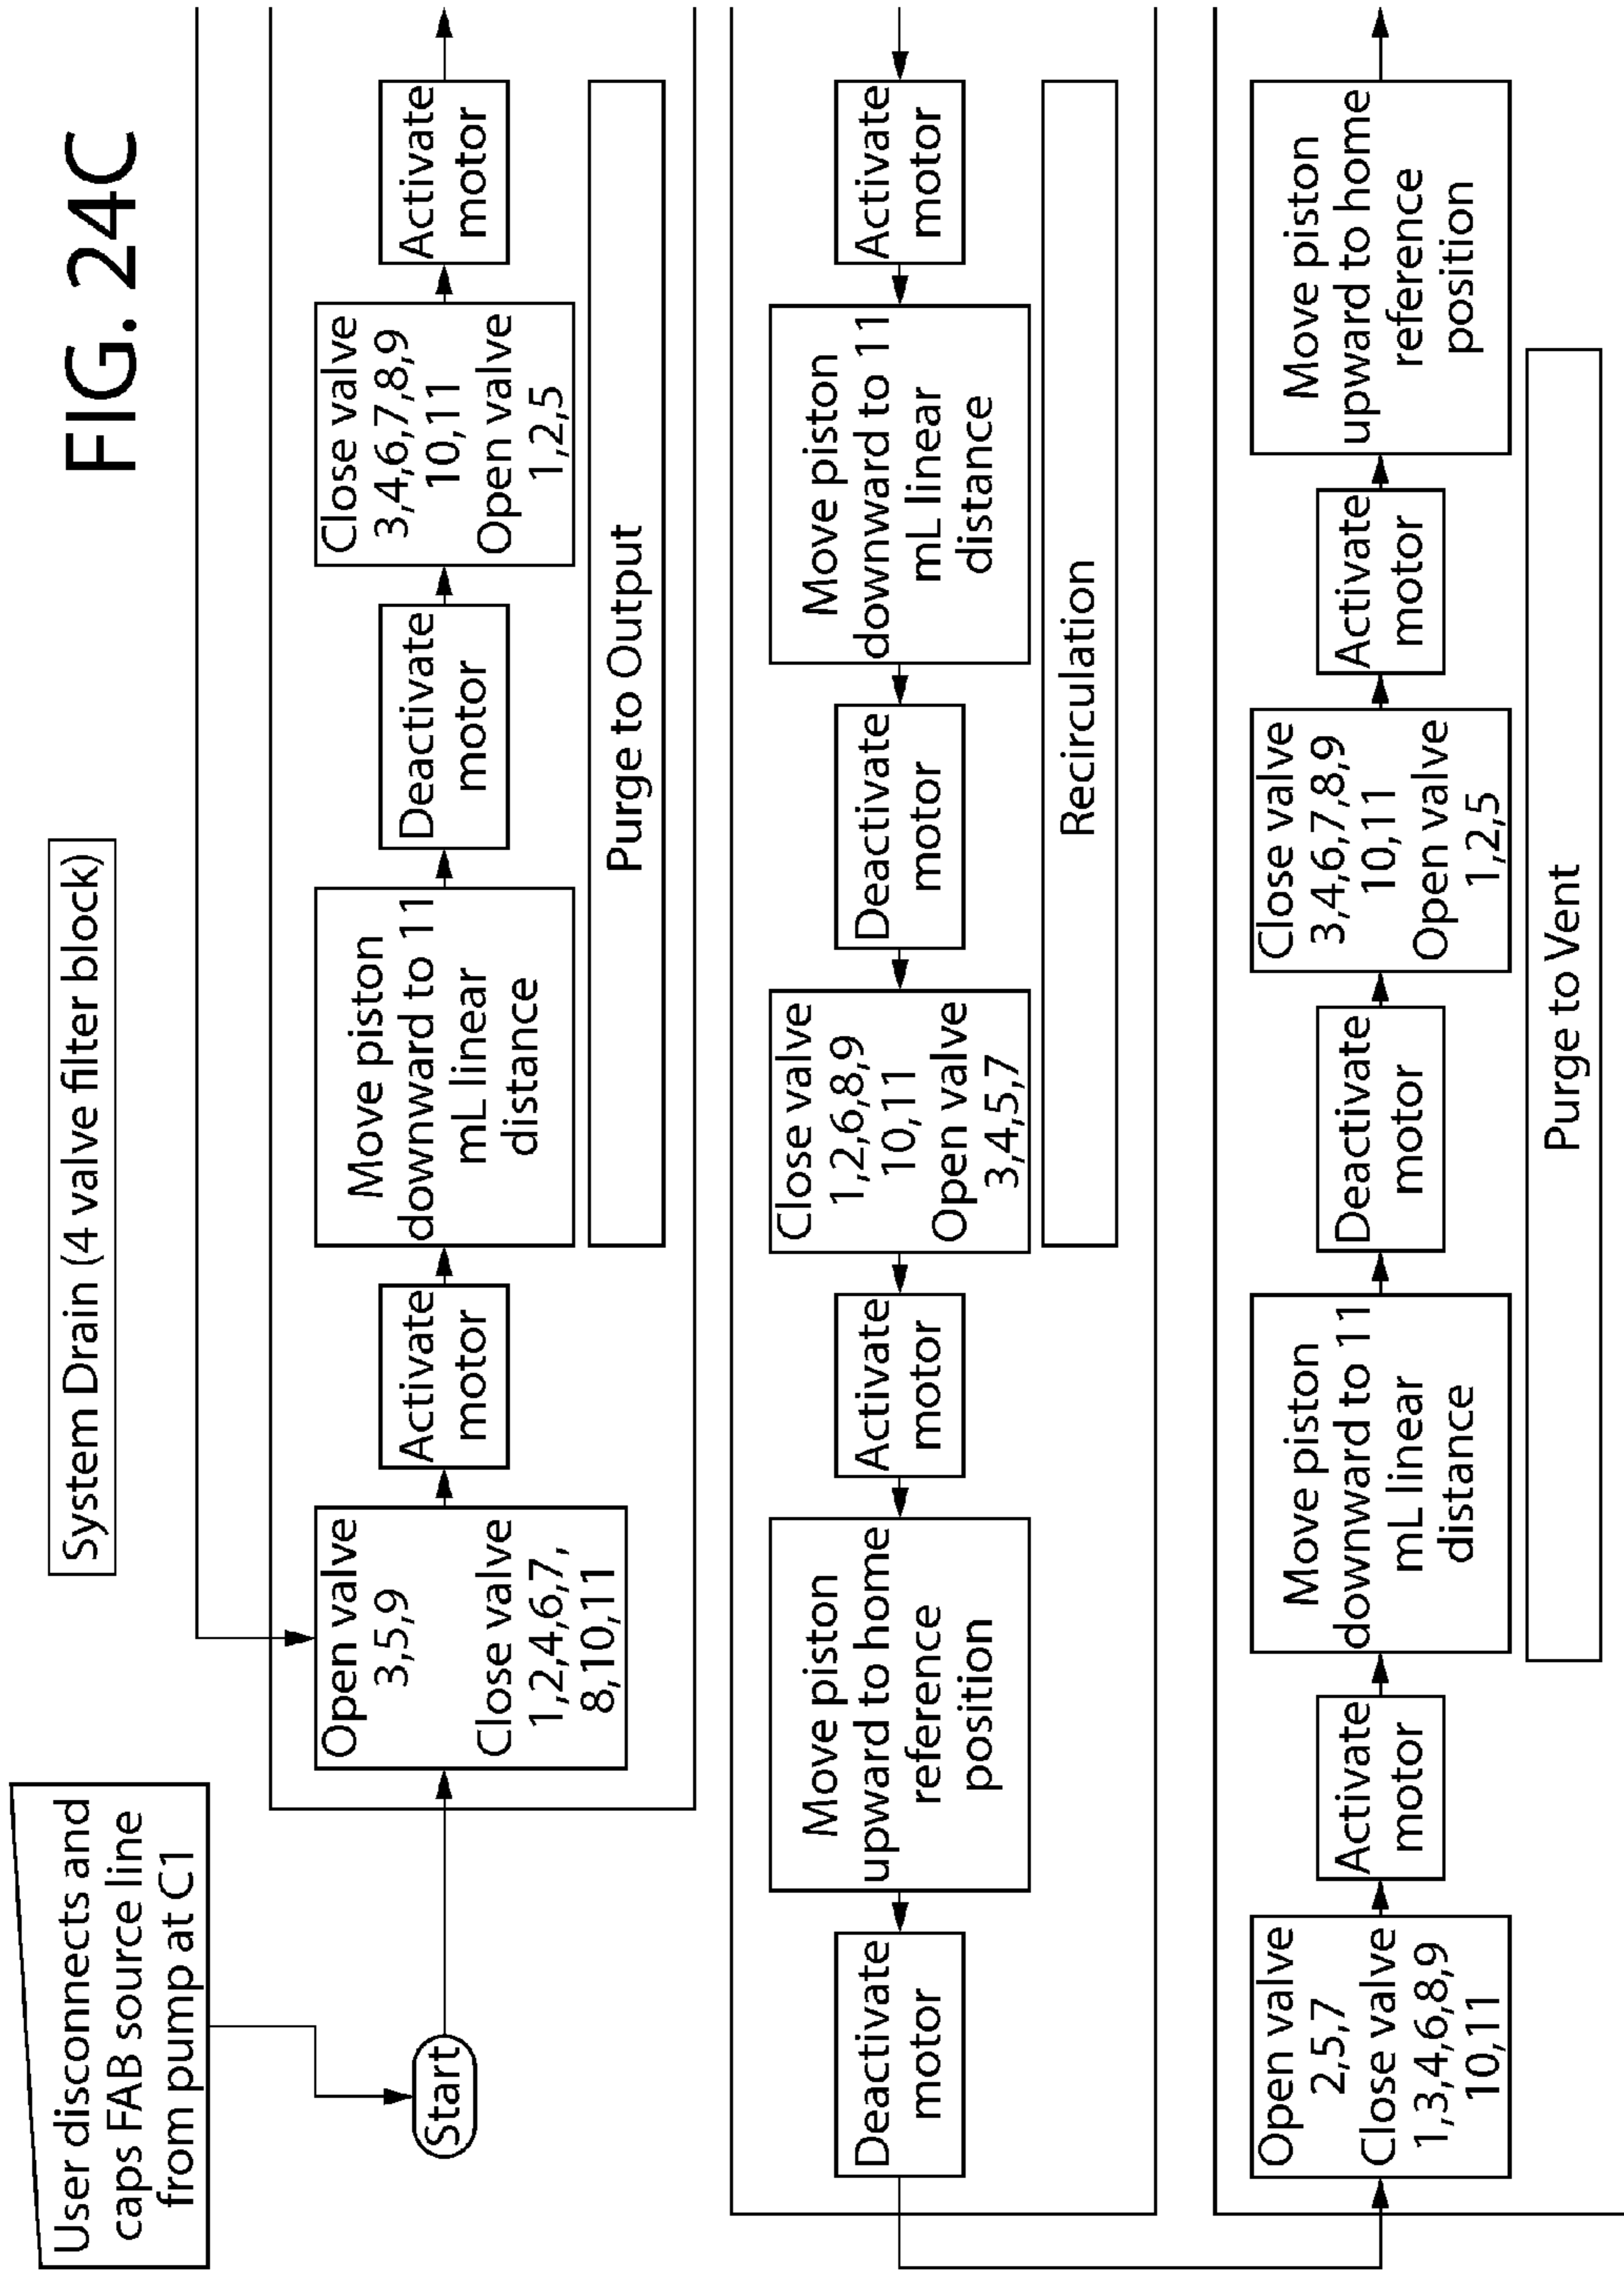 FIG. 24C
System Drain (4 valve filter block)
User disconnects and
caps FAB source line
from pump at C1
Start
Open valve
3,5,9
Close valve
1,2,4,6,7,
8,10,11
Activate
motor
Move piston
downward to 11
mL linear
distance
Deactivate
motor
Close valve
3,4,6,7,8,9
10,11
Open valve
1,2,5
Activate
motor
Purge to Output
Activate
motor
Move piston
downward to 11
mL linear
distance
Deactivate
motor
Close valve
1,2,6,8,9
10,11
Open valve
3,4,5,7
Activate
motor
Move piston
upward to home
reference
position
Deactivate
motor
Recirculation
Open valve
2,5,7
Close valve
1,3,4,6,8,9
10,11
Activate
motor
Move piston
downward to 11
mL linear
distance
Deactivate
motor
Close valve
3,4,6,7,8,9
10,11
Open valve
1,2,5
Activate
motor
Move piston
upward to home
reference
position
Purge to Vent